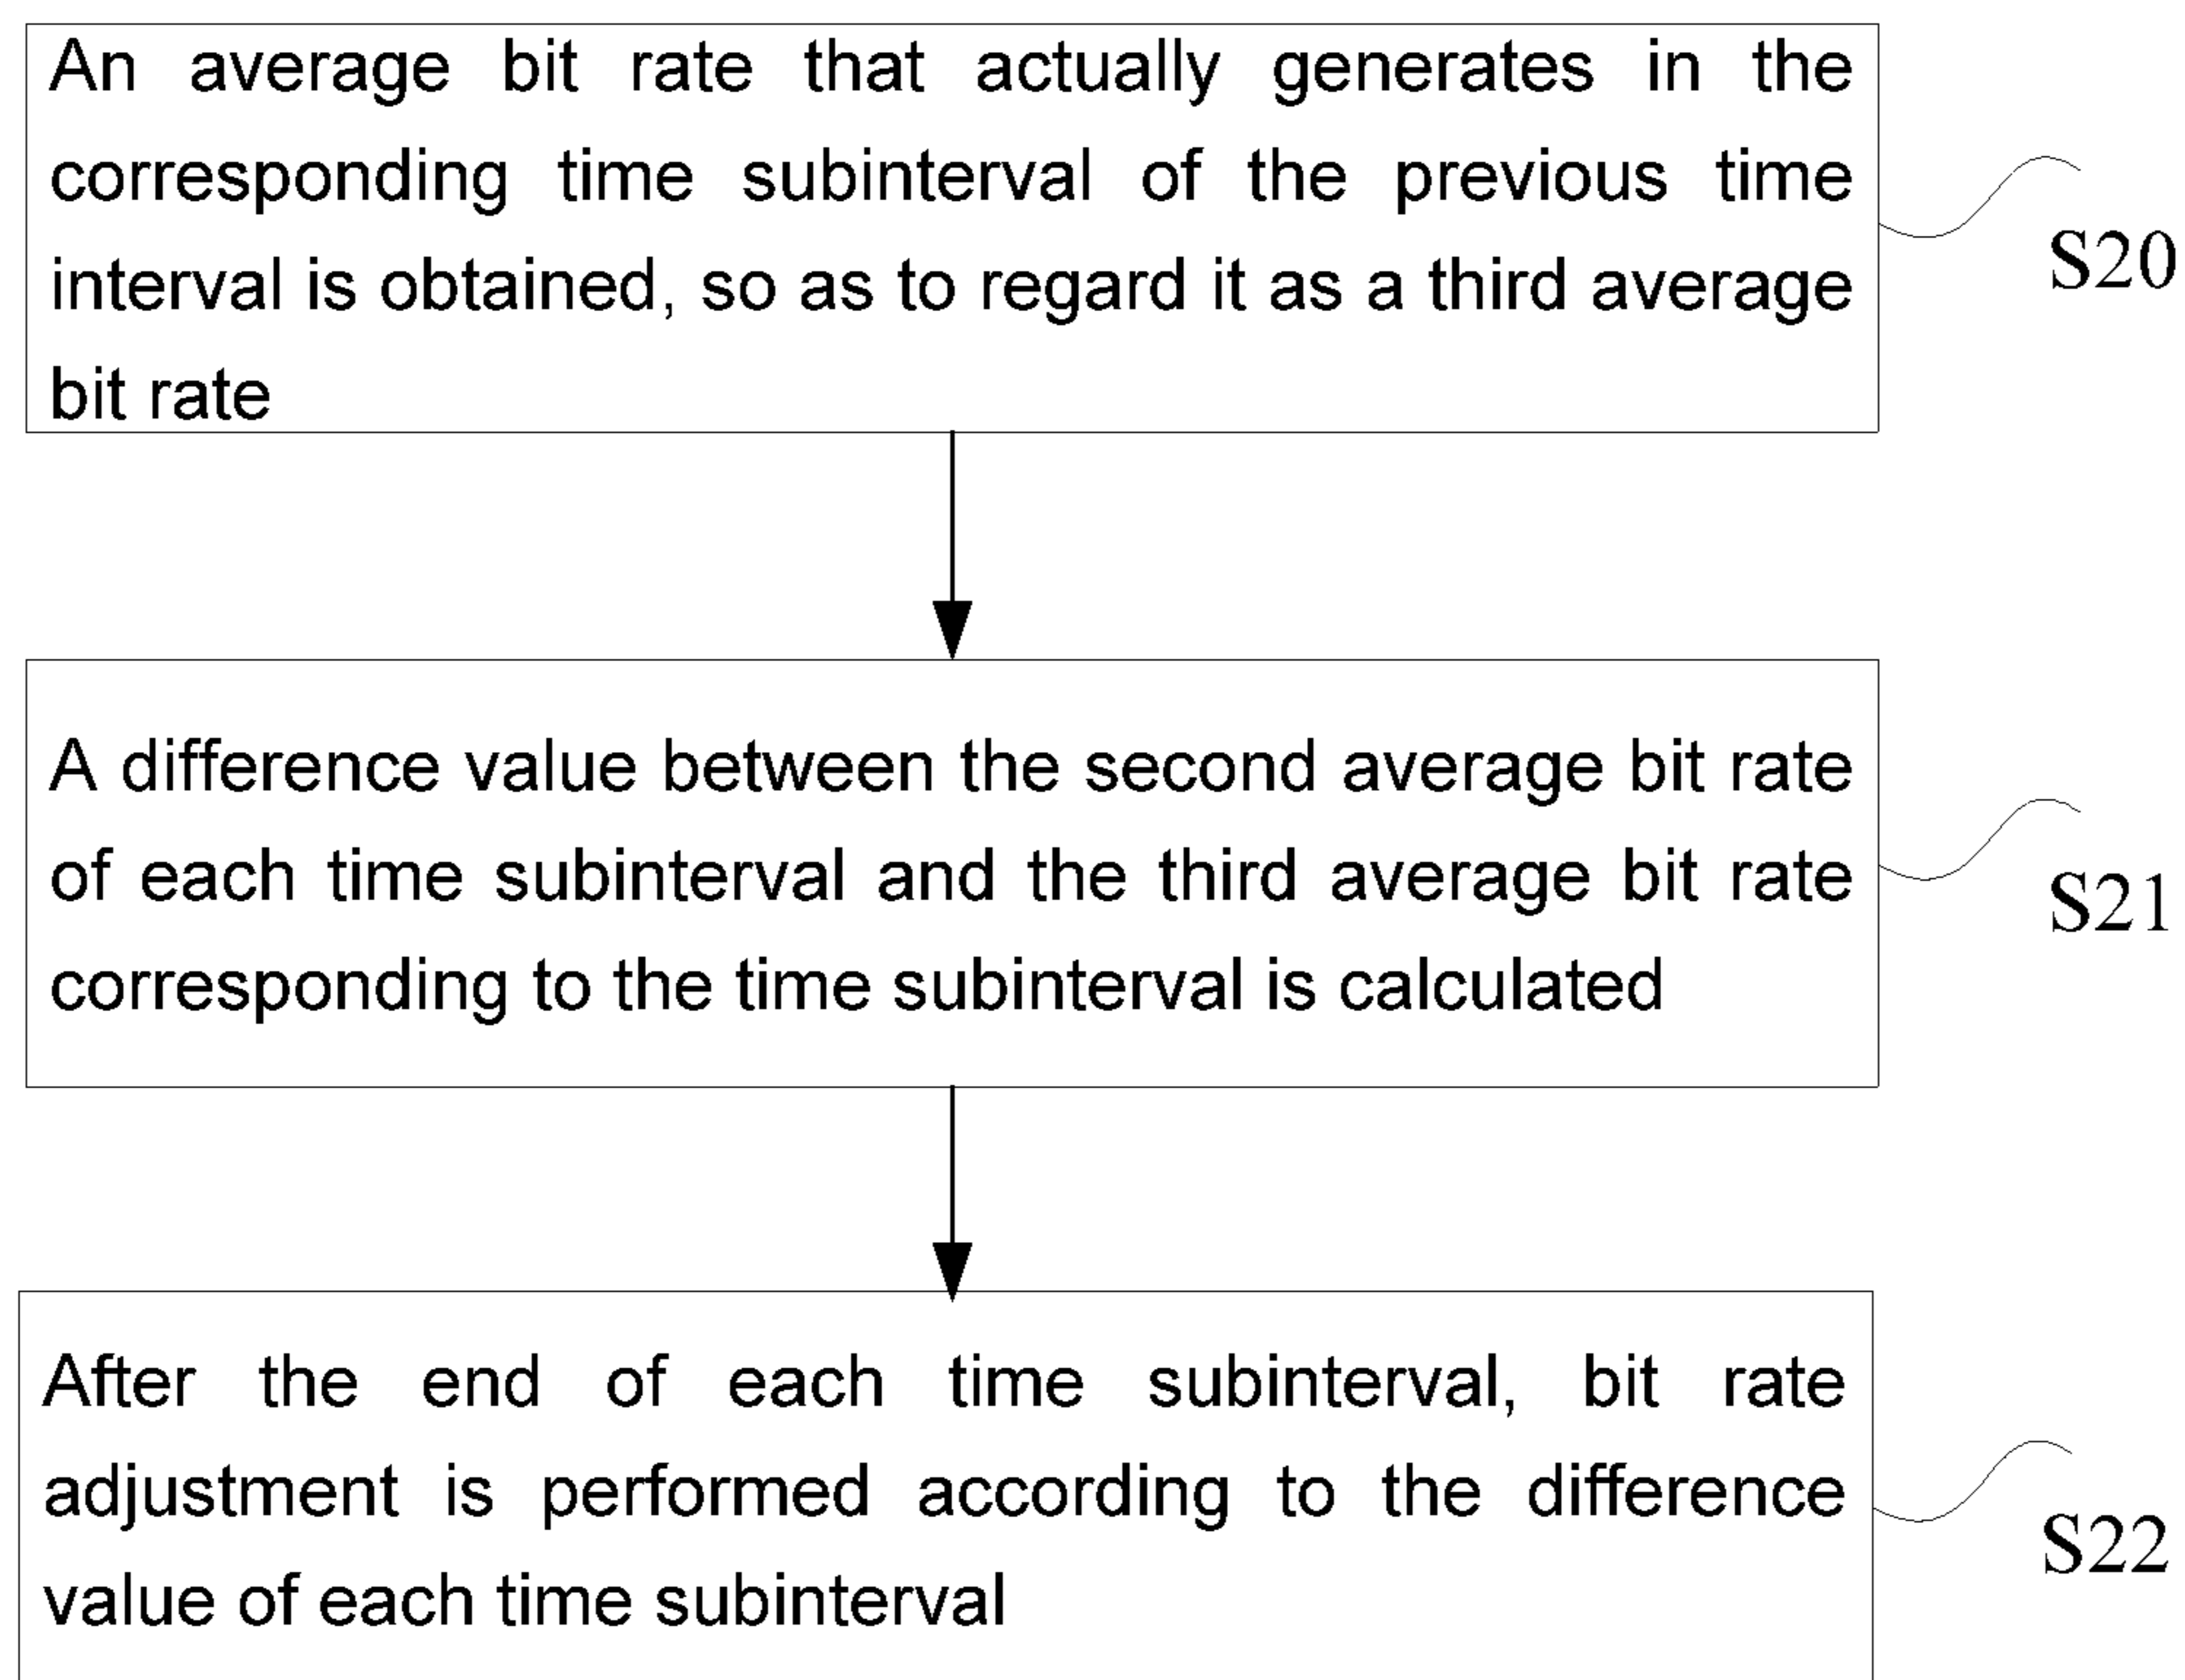 An average bit rate that actually generates in the
corresponding time subinterval of the previous time
interval is obtained, so as to regard it as a third average
bit rate
S20
A difference value between the second average bit rate
of each time subinterval and the third average bit rate
corresponding to the time subinterval is calculated
S21
After the end of each time subinterval, bit rate
adjustment is performed according to the difference
value of each time subinterval
S22